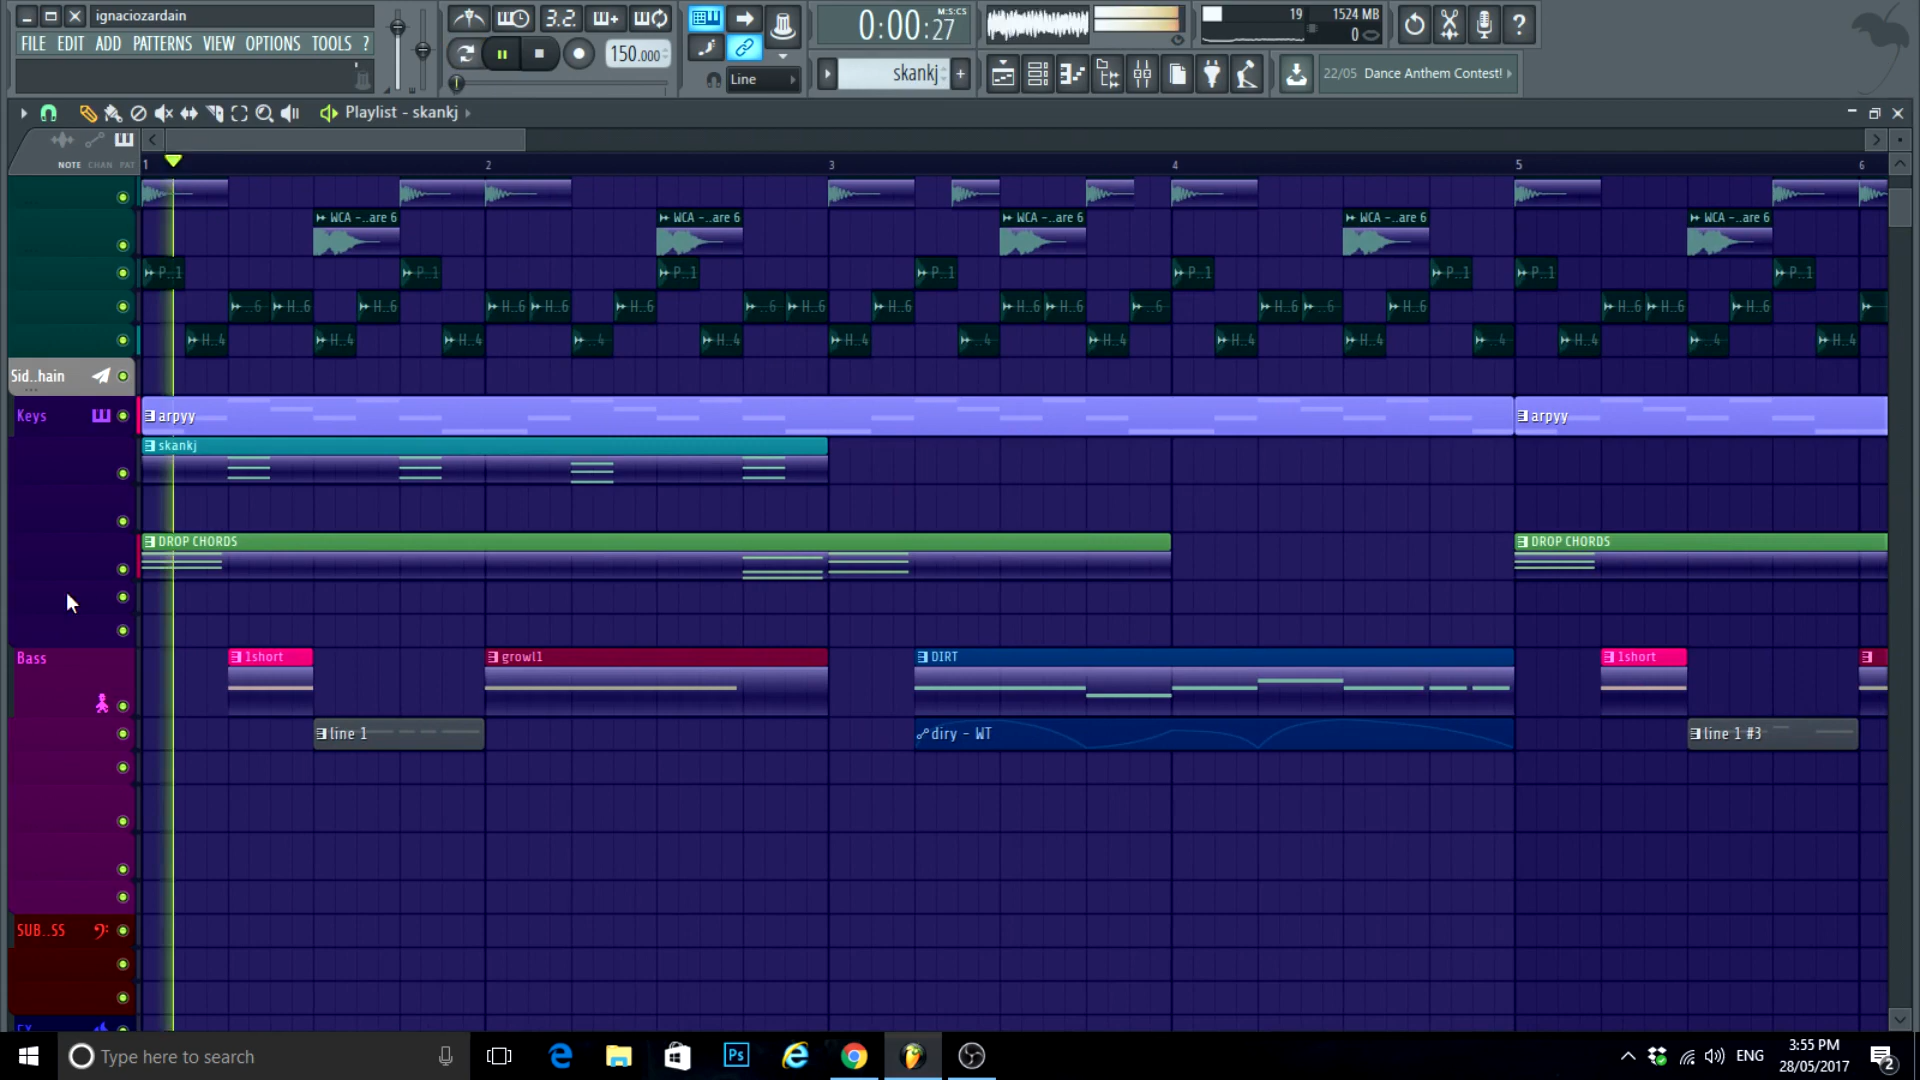 ignaciozardain
FILE EDIT ADD PATTERNS VIEW OPTIONS TOOLS ?
3.2.
150.000
Line
M:S:CS
0:00:27
skankj
19
1524 MB
0
22/05 Dance Anthem Contest!
Playlist - skankj
NOTE CHAN PAT
1 2 3 4 5 6
WCA -..are 6 WCA -..are 6 WCA -..are 6 WCA -..are 6 WCA -..are 6
P..1 P..1 P..1 P..1 P..1 P..1 P..1 P..1
..6 H..6 H..6 H..6 H..6 H..6 ..6 H..6 H..6 H..6 H..6 ..6 H..6 ..6 H..6 H..6 H..6 H..6
H..4 H..4 H..4 ..4 H..4 H..4 ..4 H..4 H..4 H..4 ..4 H..4 ..4 H..4
Sid..hain
Keys
arpyy arpyy
skankj
DROP CHORDS DROP CHORDS
Bass
1short growl1 DIRT 1short
line 1 diry - WT line 1 #3
SUB..SS
Type here to search
Ps
ENG
3:55 PM
28/05/2017
2